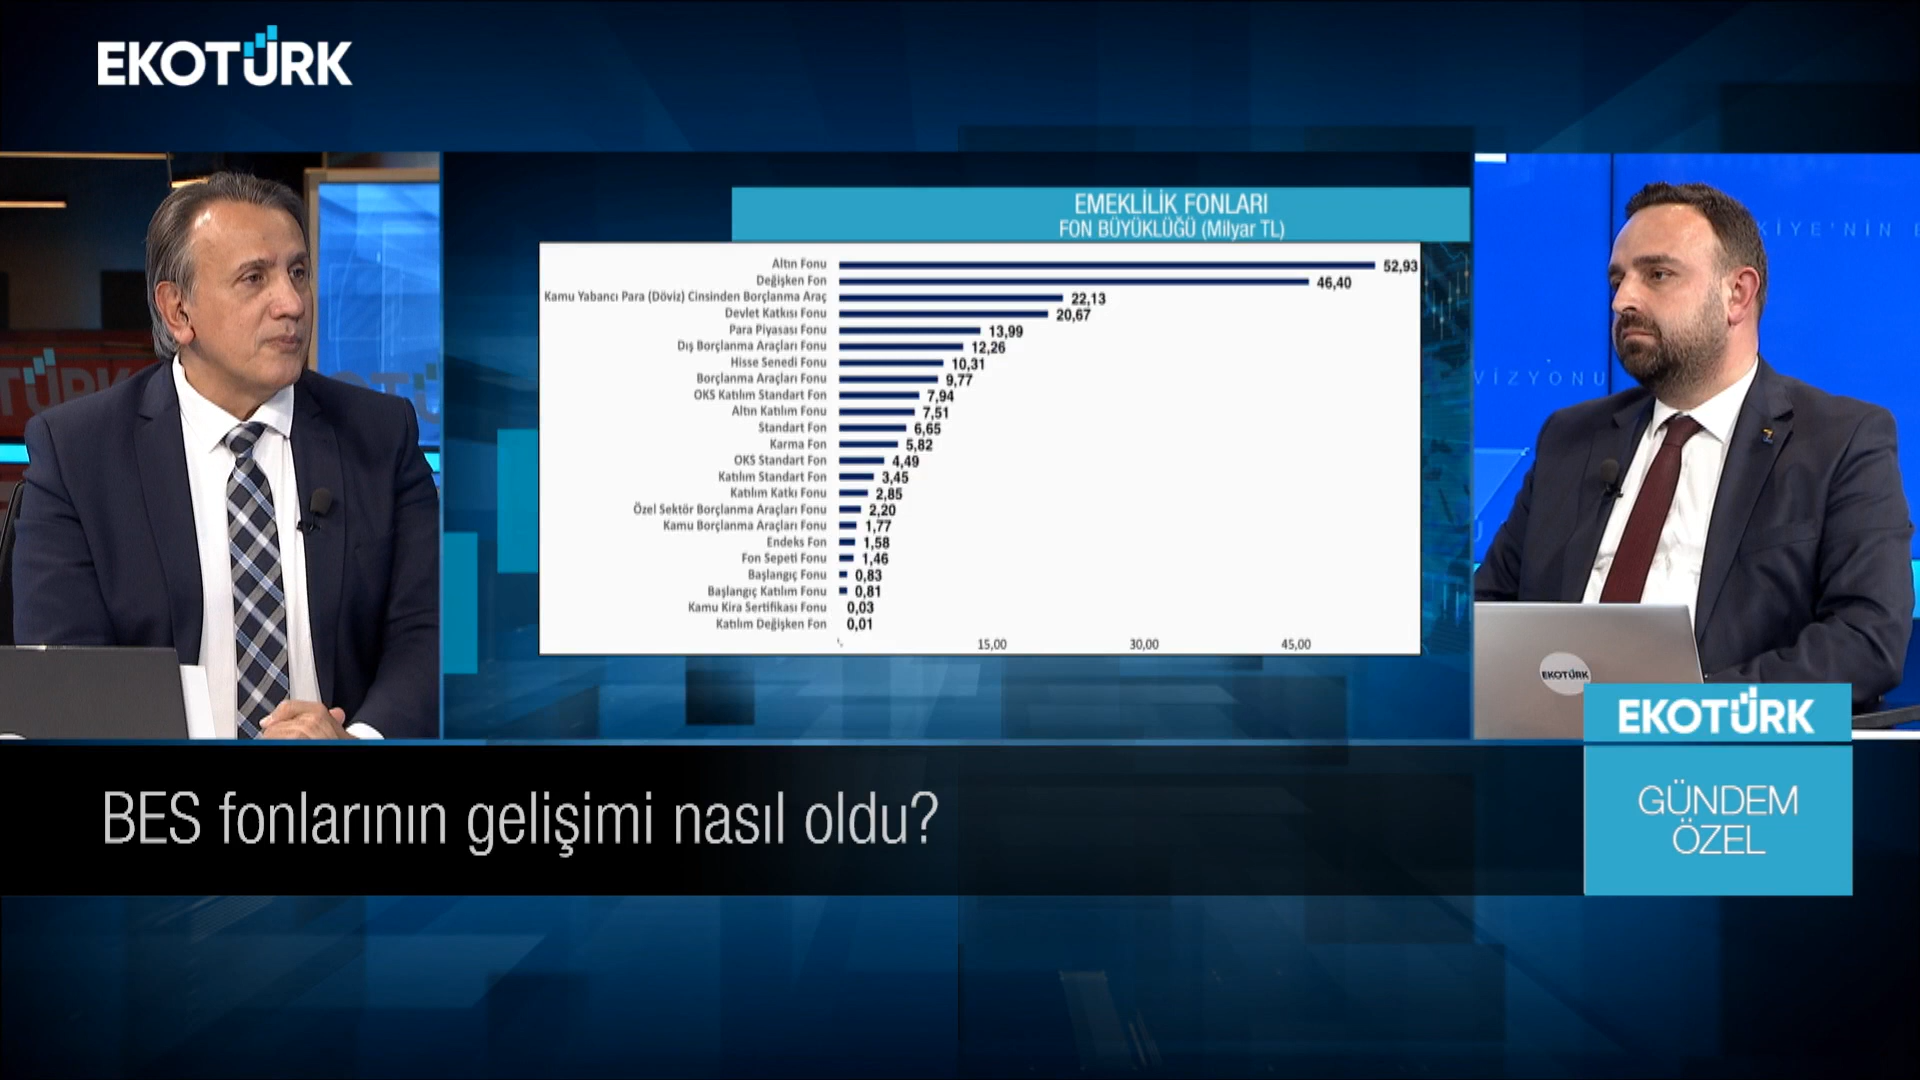 EKOTÜRK
EMEKLİLİK FONLARI
FON BÜYÜKLÜĞÜ (Milyar TL)
Altın Fonu 52,93
Değişken Fon 46,40
Kamu Yabancı Para (Döviz) Cinsinden Borçlanma Araç 22,13
Devlet Katkısı Fonu 20,67
Para Piyasası Fonu 13,99
Dış Borçlanma Araçları Fonu 12,26
Hisse Senedi Fonu 10,31
Borçlanma Araçları Fonu 9,77
OKS Katılım Standart Fon 7,94
Altın Katılım Fonu 7,51
Standart Fon 6,65
Karma Fon 5,82
OKS Standart Fon 4,49
Katılım Standart Fon 3,45
Katılım Katkı Fonu 2,85
Özel Sektör Borçlanma Araçları Fonu 2,20
Kamu Borçlanma Araçları Fonu 1,77
Endeks Fon 1,58
Fon Sepeti Fonu 1,46
Başlangıç Fonu 0,83
Başlangıç Katılım Fonu 0,81
Kamu Kira Sertifikası Fonu 0,03
Katılım Değişken Fon 0,01
15,00 30,00 45,00
KİYE'NİN E
VİZYONU
EKOTÜRK
EKOTÜRK
GÜNDEM
ÖZEL
BES fonlarının gelişimi nasıl oldu?